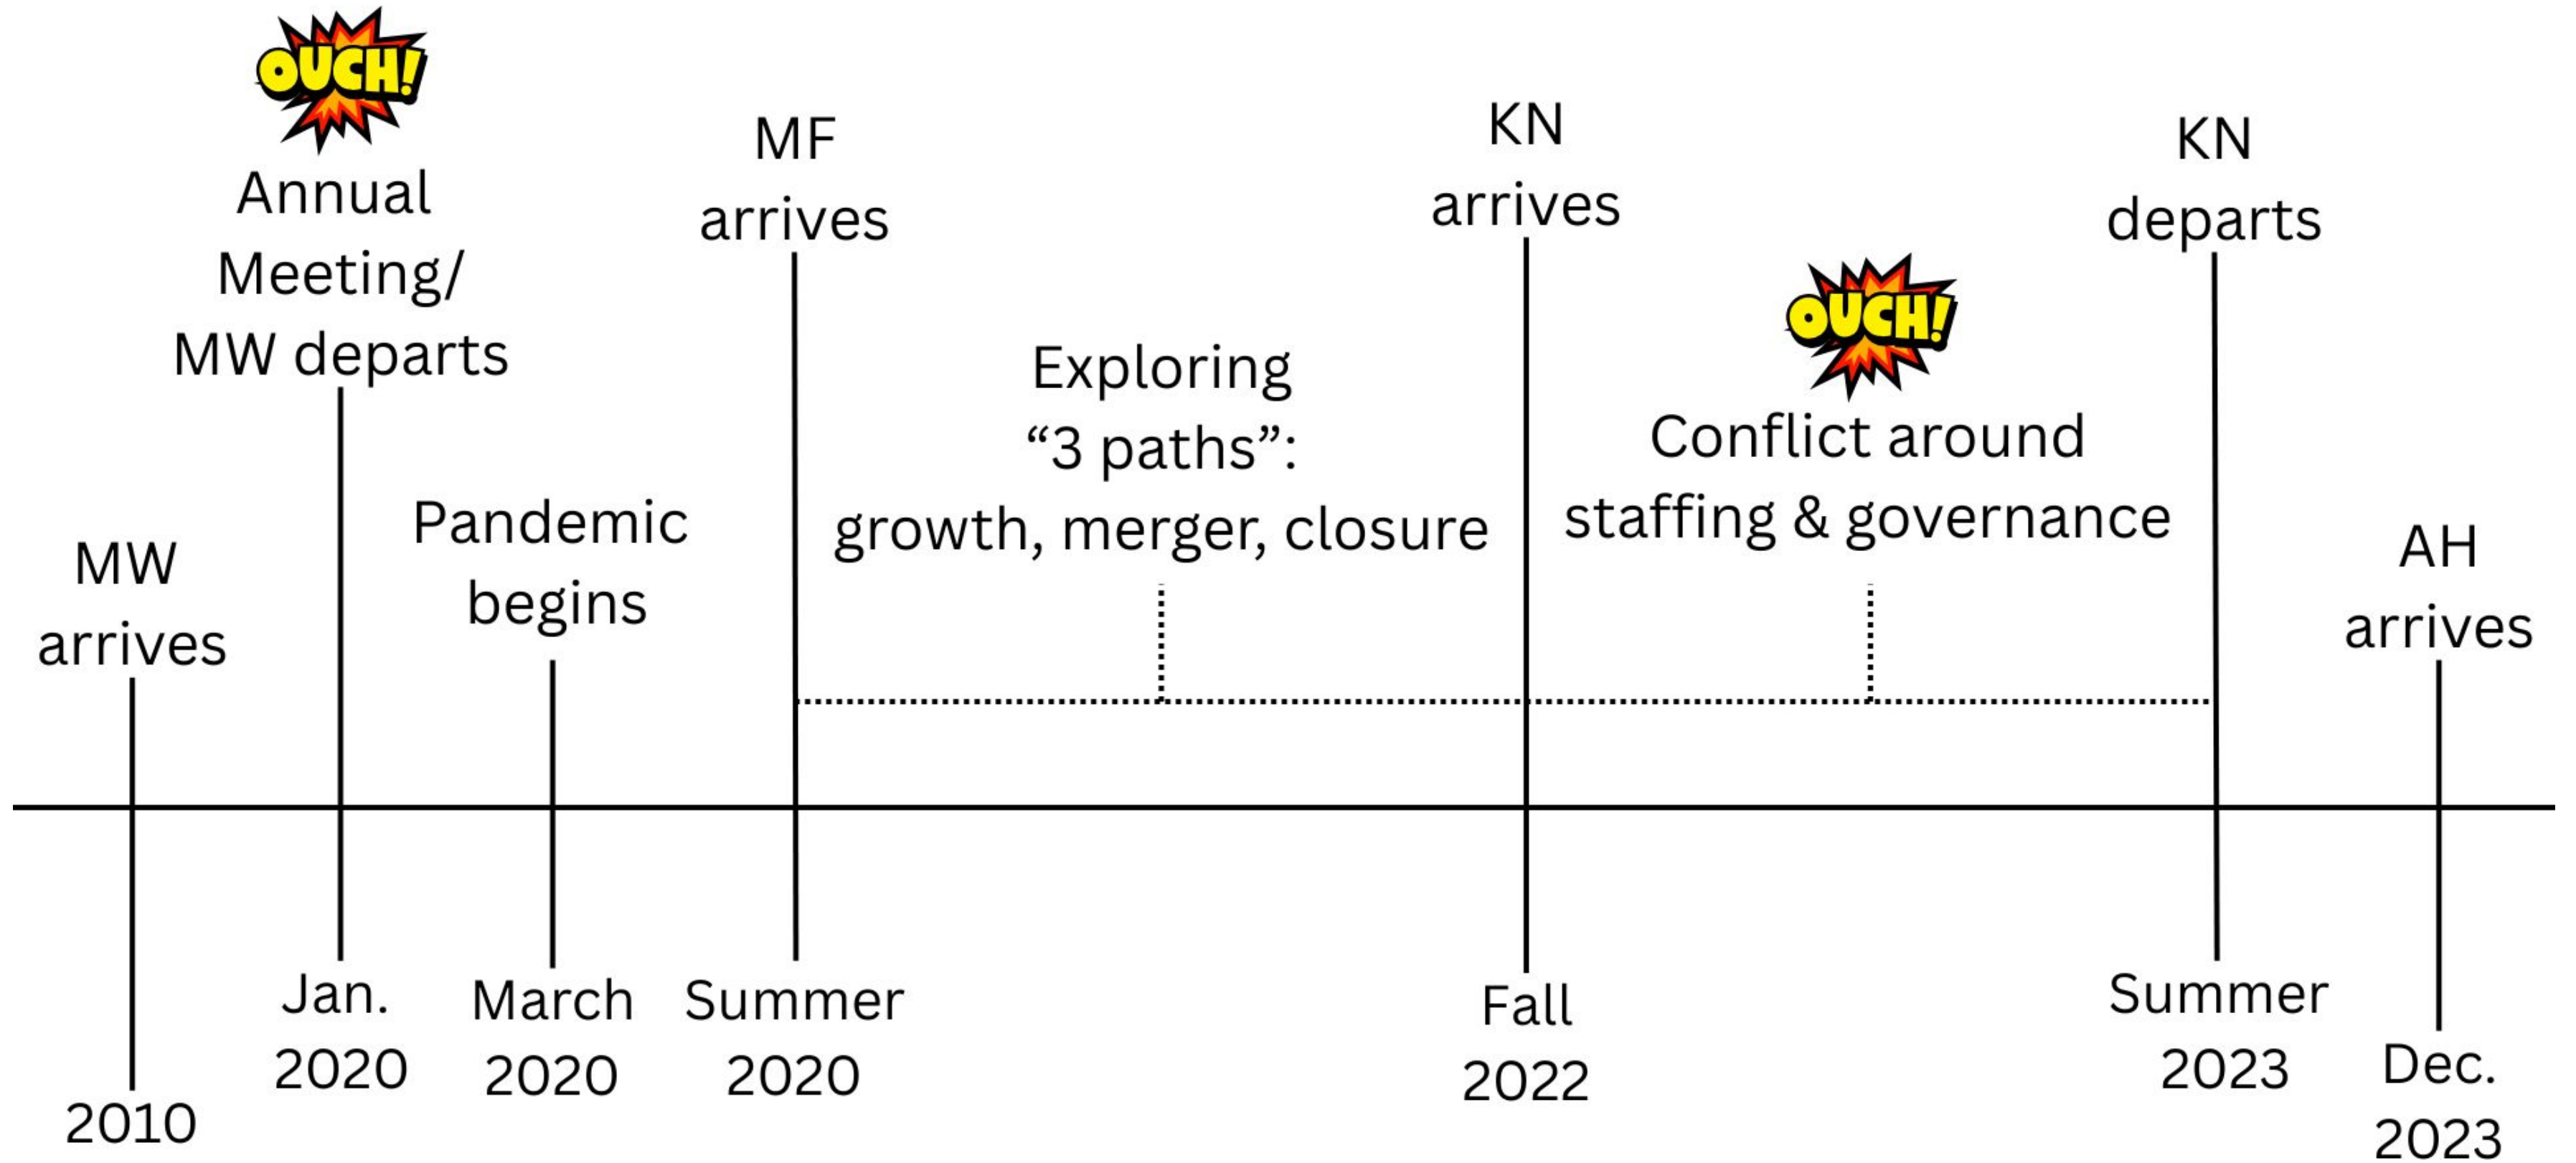 OUCH!
Annual
Meeting/
MW departs
MW
arrives
Pandemic
begins
MF
arrives
Exploring
“3 paths”:
growth, merger, closure
KN
arrives
OUCH!
Conflict around
staffing & governance
KN
departs
AH
arrives
2010
Jan.
2020
March
2020
Summer
2020
Fall
2022
Summer
2023
Dec.
2023